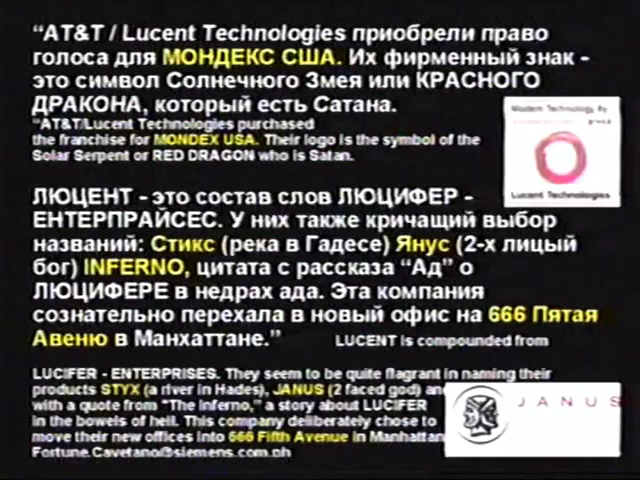 “AT&T / Lucent Technologies приобрели право
голоса для МОНДЕКС США. Их фирменный знак -
это символ Солнечного Змея или КРАСНОГО
ДРАКОНА, который есть Сатана.
“AT&T/Lucent Technologies purchased
the franchise for MONDEX USA. Their logo is the symbol of the
Solar Serpent or RED DRAGON who is Satan.
Modern Technology By
Lucent Technologies
ЛЮЦЕНТ - это состав слов ЛЮЦИФЕР -
ЕНТЕРПРАЙСЕС. У них также кричащий выбор
названий: Стикс (река в Гадесе) Янус (2-х лицый
бог) INFERNO, цитата с рассказа “Ад” о
ЛЮЦИФЕРЕ в недрах ада. Эта компания
сознательно перехала в новый офис на 666 Пятая
Авеню в Манхаттане.”
LUCENT is compounded from
LUCIFER - ENTERPRISES. They seem to be quite flagrant in naming their
products STYX (a river in Hades), JANUS (2 faced god) and
with a quote from "The Inferno," a story about LUCIFER
in the bowels of hell. This company deliberately chose to
move their new offices into 666 Fifth Avenue in Manhattan
Fortune.Cayetano@siemens.com.ph
JANUS